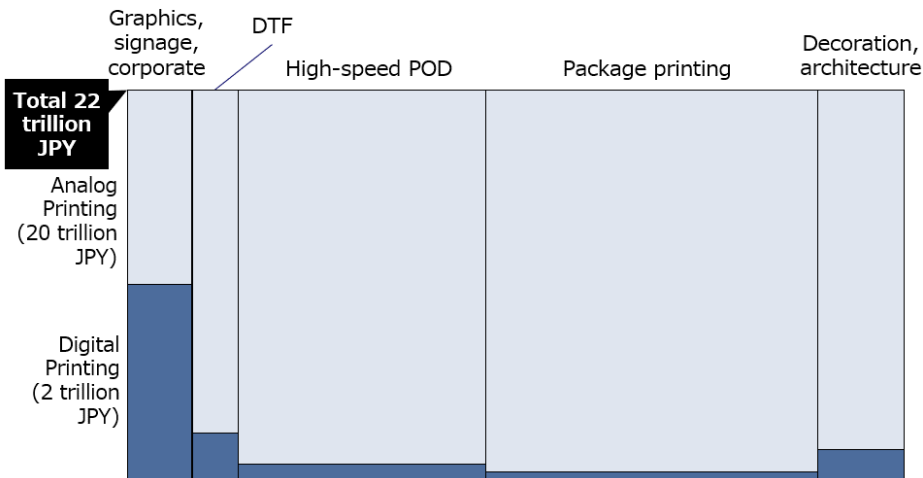 Graphics,
signage,
corporate
DTF
High-speed POD
Package printing
Decoration,
architecture
Total 22
trillion
JPY
Analog
Printing
(20 trillion
JPY)
Digital
Printing
(2 trillion
JPY)